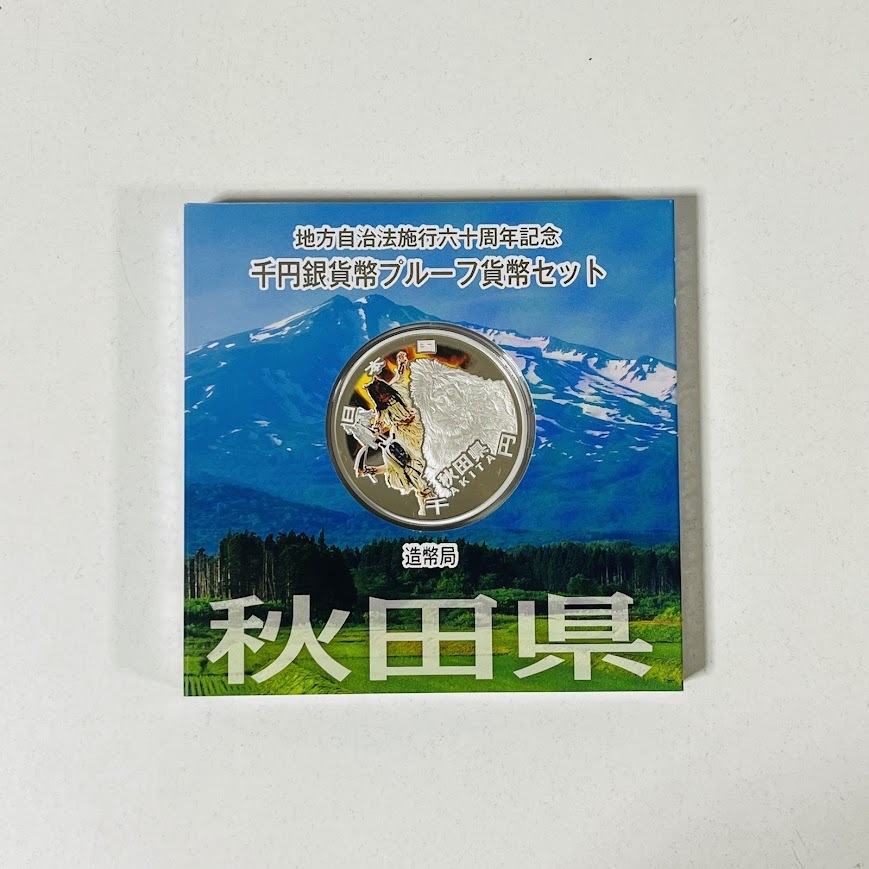 地方自治法施行六十周年記念
千円銀貨幣プルーフ貨幣セット
日本国
千円
秋田県
AKITA
造幣局
秋田県